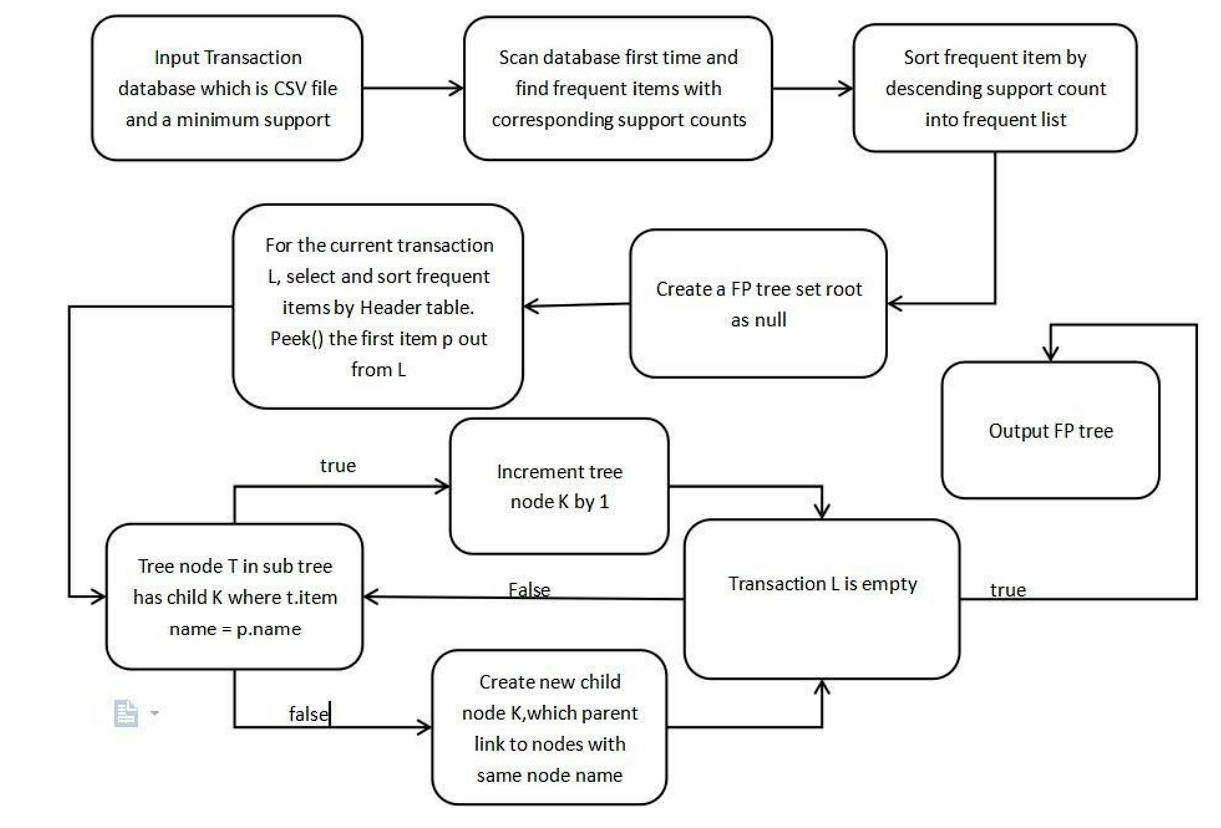 Input Transaction
database which is CSV file
and a minimum support
Scan database first time and
find frequent items with
corresponding support counts
Sort frequent item by
descending support count
into frequent list
For the current transaction
L, select and sort frequent
items by Header table.
Peek() the first item p out
from L
Create a FP tree set root
as null
Output FP tree
true
Increment tree
node K by 1
Tree node T in sub tree
has child K where t.item
name = p.name
False
Transaction L is empty
true
false
Create new child
node K,which parent
link to nodes with
same node name